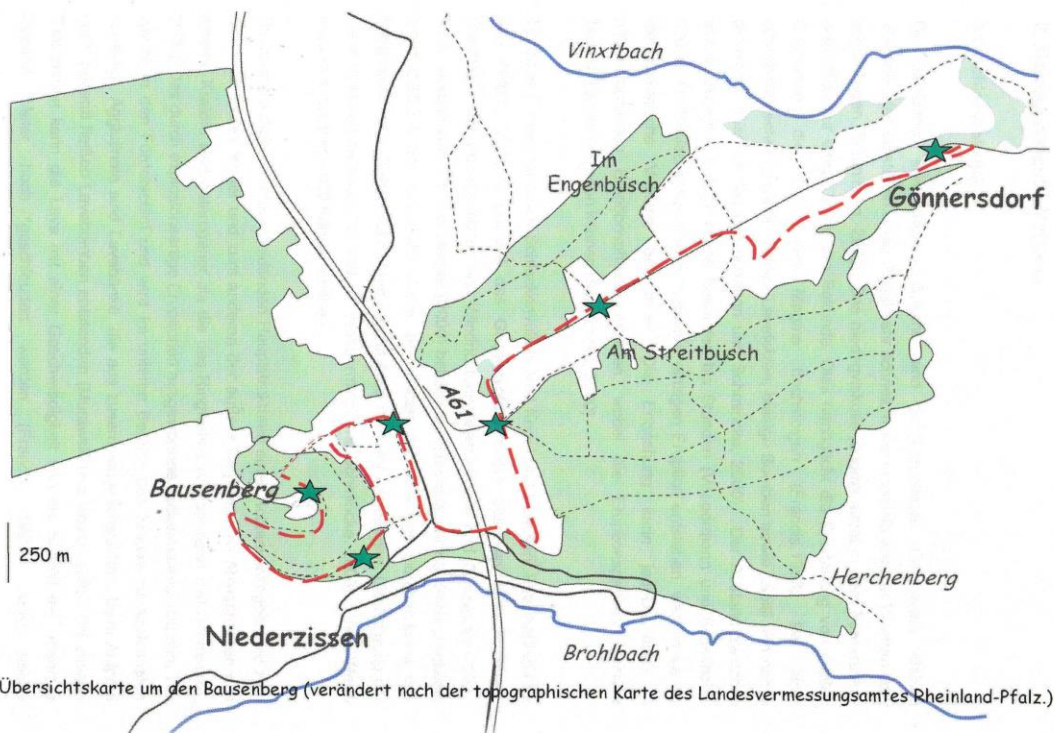 Vinxtbach
Im
Engenbüsch
Gönnersdorf
Am Streitbüsch
A61
Bausenberg
250 m
Herchenberg
Niederzissen
Brohlbach
Übersichtskarte um den Bausenberg (verändert nach der topographischen Karte des Landesvermessungsamtes Rheinland-Pfalz.)